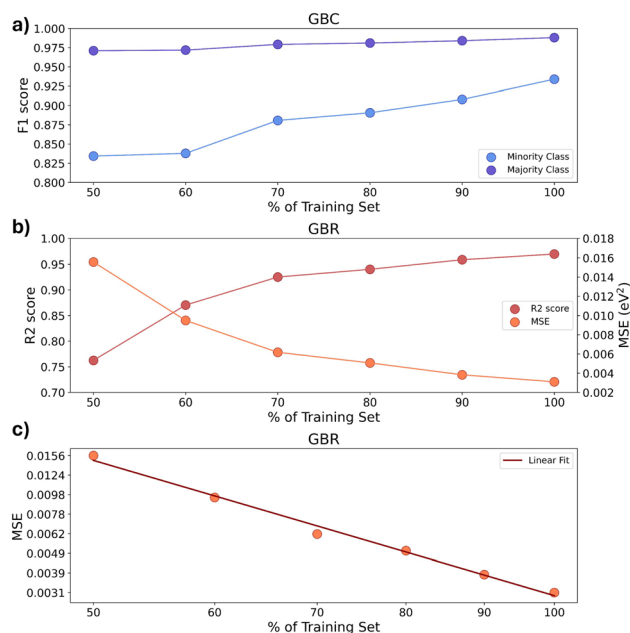 a)
GBC
1.000
0.975
0.950
0.925
0.900
0.875
0.850
0.825
0.800
F1 score
Minority Class
Majority Class
50 60 70 80 90 100
% of Training Set
b)
GBR
1.00
0.95
0.90
0.85
0.80
0.75
0.70
R2 score
0.018
0.016
0.014
0.012
0.010
0.008
0.006
0.004
0.002
MSE (eV²)
R2 score
MSE
50 60 70 80 90 100
% of Training Set
c)
GBR
0.0156
0.0124
0.0098
0.0078
0.0062
0.0049
0.0039
0.0031
MSE
Linear Fit
50 60 70 80 90 100
% of Training Set